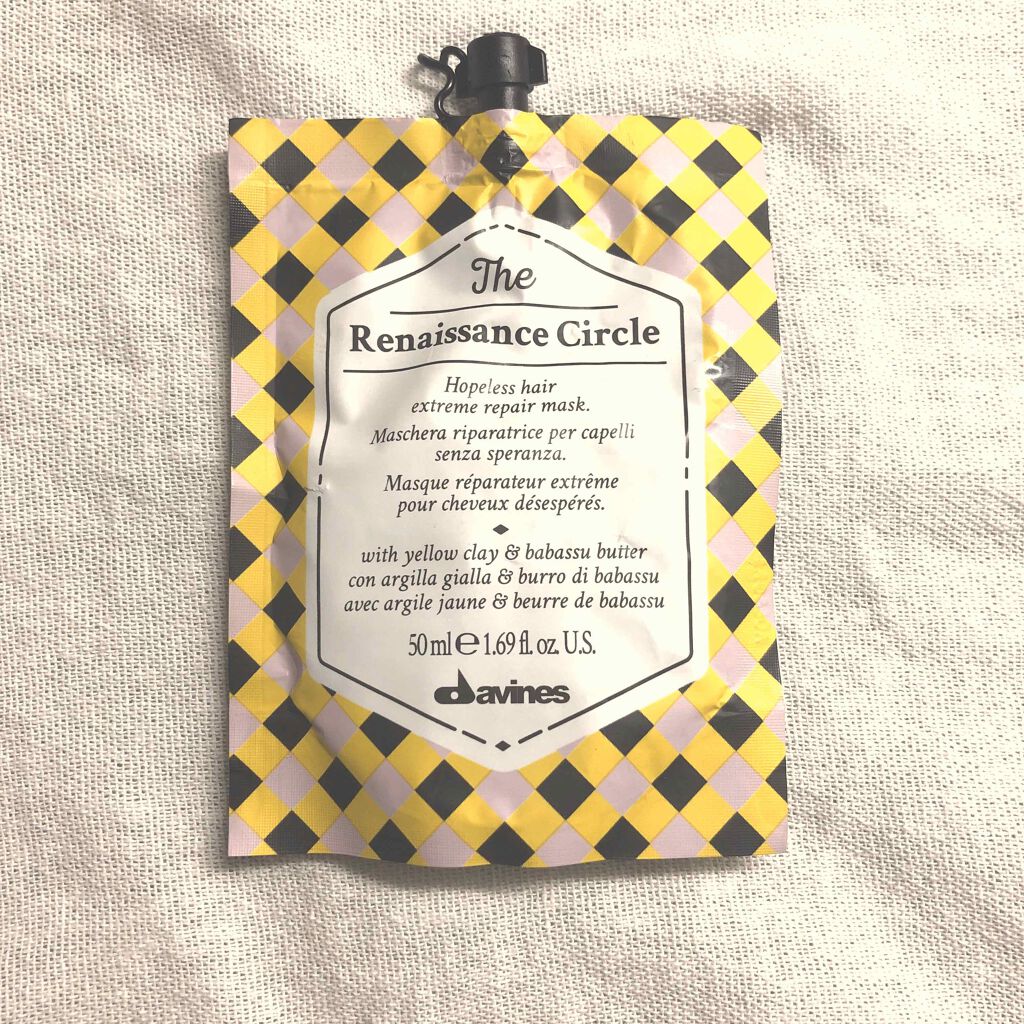 The
Renaissance Circle
Hopeless hair
extreme repair mask.
Maschera riparatrice per capelli
senza speranza.
Masque réparateur extrême
pour cheveux désespérés.
with yellow clay & babassu butter
con argilla gialla & burro di babassu
avec argile jaune & beurre de babassu
50 ml e 1.69 fl. oz. U.S.
davines